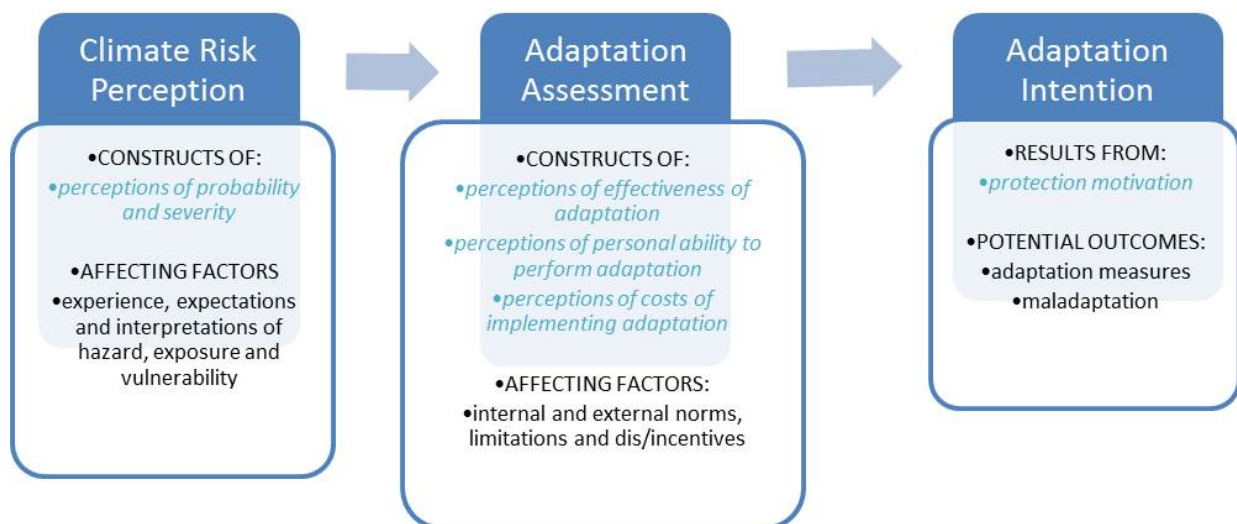 Climate Risk
Perception
•CONSTRUCTS OF:
•perceptions of probability
and severity
•AFFECTING FACTORS
•experience, expectations
and interpretations of
hazard, exposure and
vulnerability
Adaptation
Assessment
•CONSTRUCTS OF:
•perceptions of effectiveness of
adaptation
•perceptions of personal ability to
perform adaptation
•perceptions of costs of
implementing adaptation
•AFFECTING FACTORS:
•internal and external norms,
limitations and dis/incentives
Adaptation
Intention
•RESULTS FROM:
•protection motivation
•POTENTIAL OUTCOMES:
•adaptation measures
•maladaptation